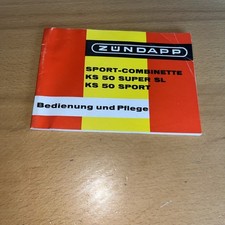 ZÜNDAPP
SPORT-COMBINETTE
KS 50 SUPER SL
KS 50 SPORT
Bedienung und Pflege